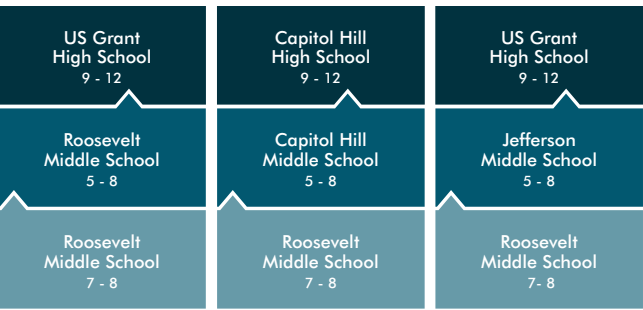 US Grant
High School
9 - 12
Roosevelt
Middle School
5 - 8
Roosevelt
Middle School
7 - 8
Capitol Hill
High School
9 - 12
Capitol Hill
Middle School
5 - 8
Roosevelt
Middle School
7 - 8
US Grant
High School
9 - 12
Jefferson
Middle School
5 - 8
Roosevelt
Middle School
7- 8